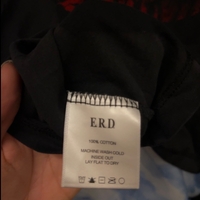 ERD
100% COTTON
MACHINE WASH COLD
INSIDE OUT
LAY FLAT TO DRY